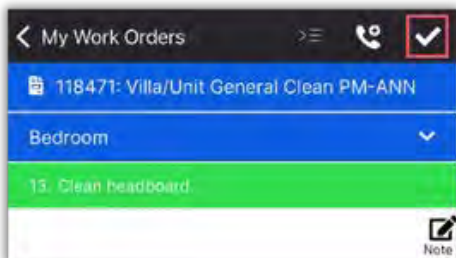 My Work Orders
118471: Villa/Unit General Clean PM-ANN
Bedroom
13. Clean headboard.
Note